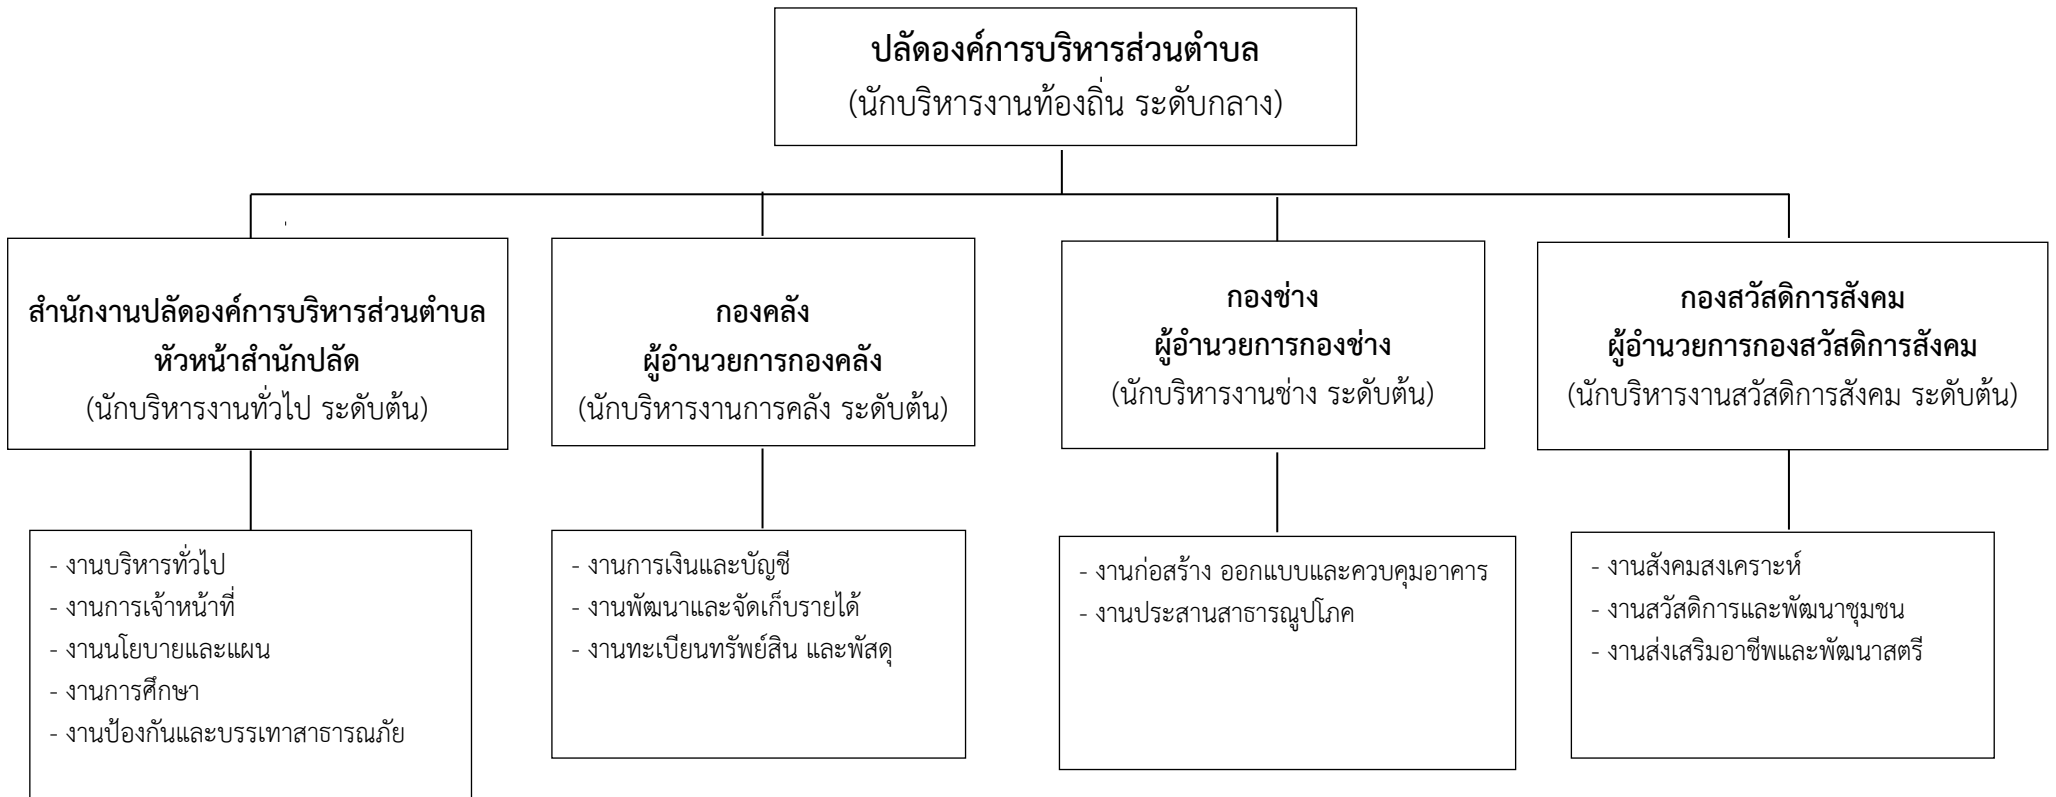 ปลัดองค์การบริหารส่วนตำบล
(นักบริหารงานท้องถิ่น ระดับกลาง)
สำนักงานปลัดองค์การบริหารส่วนตำบล
หัวหน้าสำนักปลัด
(นักบริหารงานทั่วไป ระดับต้น)
กองคลัง
ผู้อำนวยการกองคลัง
(นักบริหารงานการคลัง ระดับต้น)
กองช่าง
ผู้อำนวยการกองช่าง
(นักบริหารงานช่าง ระดับต้น)
กองสวัสดิการสังคม
ผู้อำนวยการกองสวัสดิการสังคม
(นักบริหารงานสวัสดิการสังคม ระดับต้น)
- งานบริหารทั่วไป
- งานการเจ้าหน้าที่
- งานนโยบายและแผน
- งานการศึกษา
- งานป้องกันและบรรเทาสาธารณภัย
- งานการเงินและบัญชี
- งานพัฒนาและจัดเก็บรายได้
- งานทะเบียนทรัพย์สิน และพัสดุ
- งานก่อสร้าง ออกแบบและควบคุมอาคาร
- งานประสานสาธารณูปโภค
- งานสังคมสงเคราะห์
- งานสวัสดิการและพัฒนาชุมชน
- งานส่งเสริมอาชีพและพัฒนาสตรี